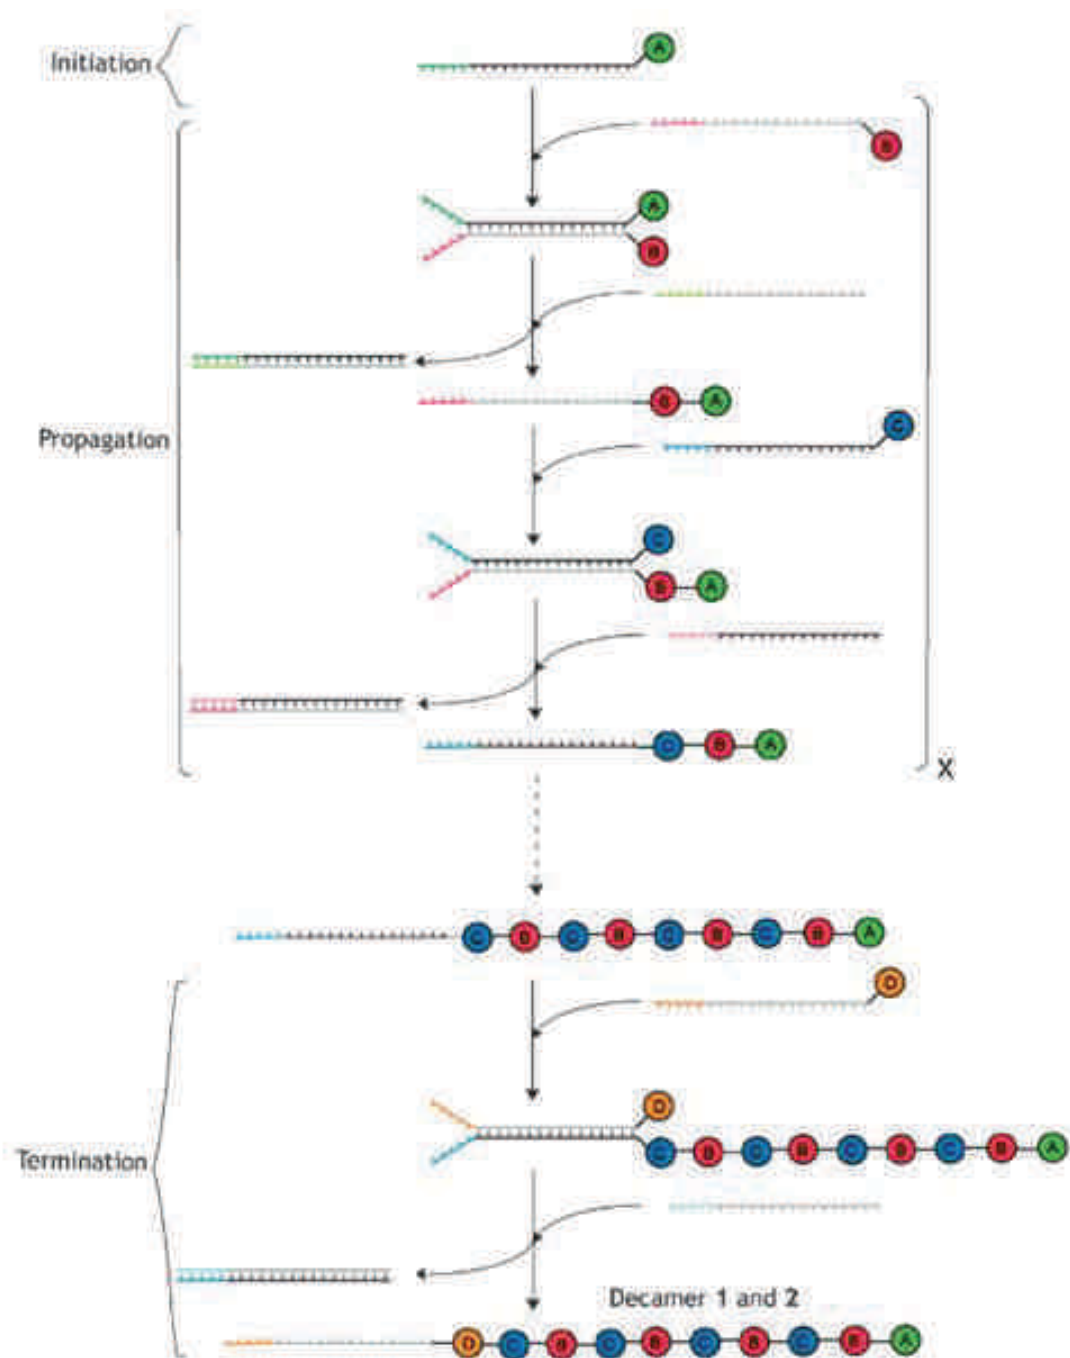 Initiation
A
B
A
B
Propagation
B A
C
C
B A
C B A
X
C B C B C B C B A
D
D
C B C B C B C B A
Termination
Decamer 1 and 2
D C B C B C B C B A